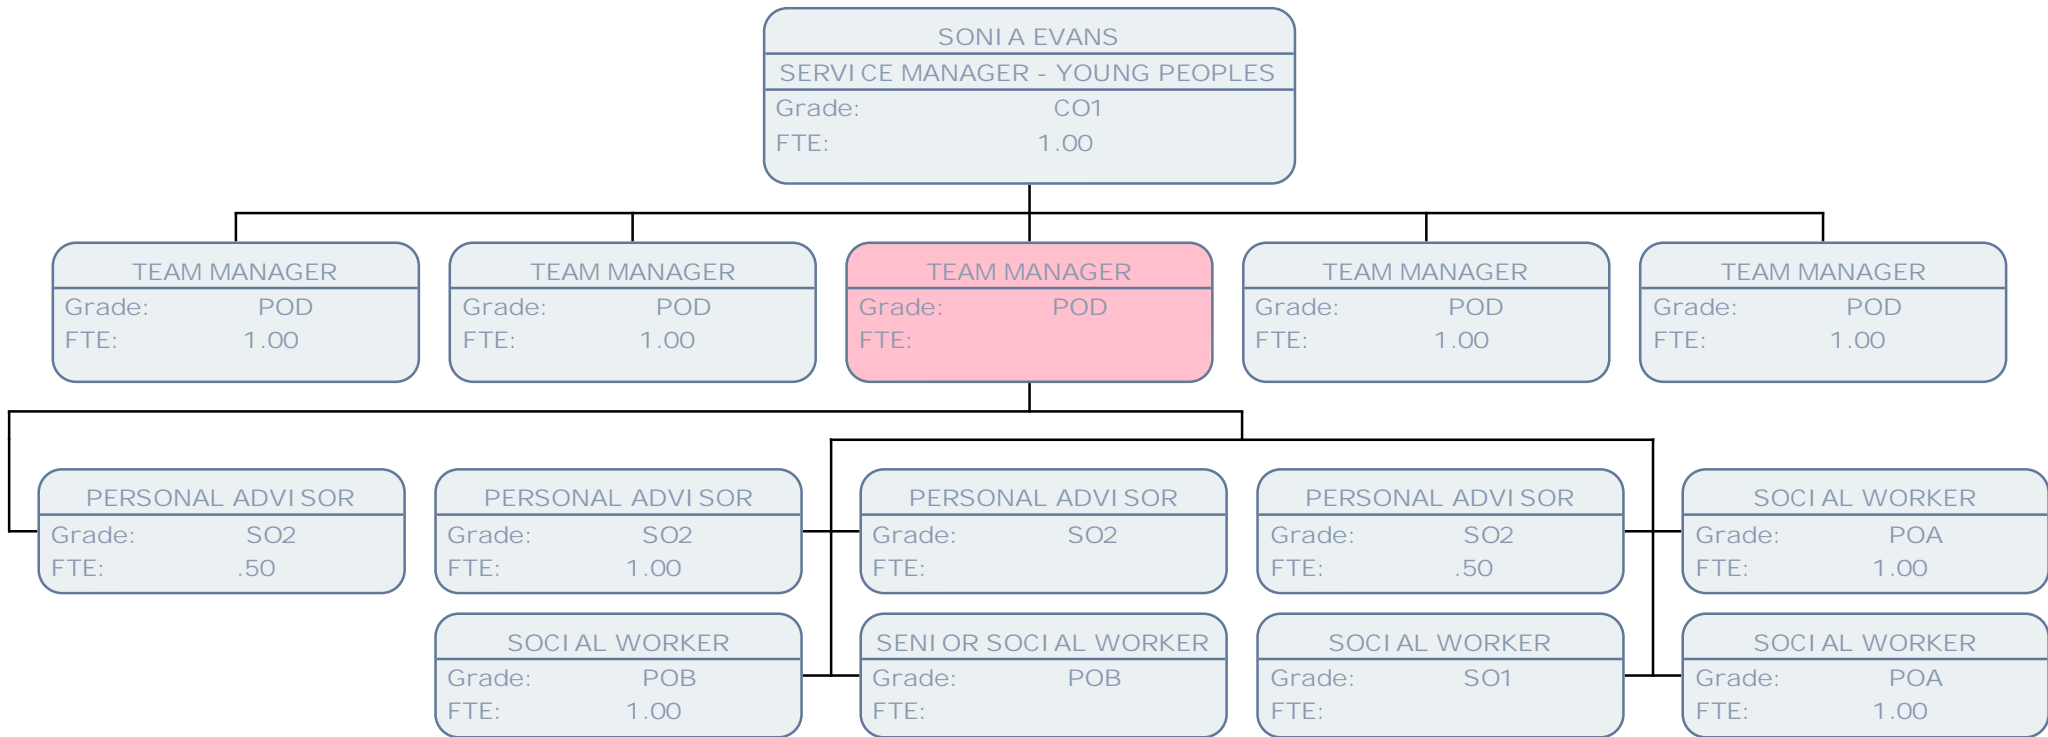 SONIA EVANS
SERVICE MANAGER - YOUNG PEOPLES
Grade: CO1
FTE: 1.00
TEAM MANAGER
Grade: POD
FTE: 1.00
TEAM MANAGER
Grade: POD
FTE: 1.00
TEAM MANAGER
Grade: POD
FTE:
TEAM MANAGER
Grade: POD
FTE: 1.00
TEAM MANAGER
Grade: POD
FTE: 1.00
PERSONAL ADVISOR
Grade: SO2
FTE: .50
PERSONAL ADVISOR
Grade: SO2
FTE: 1.00
PERSONAL ADVISOR
Grade: SO2
FTE:
PERSONAL ADVISOR
Grade: SO2
FTE: .50
SOCIAL WORKER
Grade: POA
FTE: 1.00
SOCIAL WORKER
Grade: POB
FTE: 1.00
SENIOR SOCIAL WORKER
Grade: POB
FTE:
SOCIAL WORKER
Grade: SO1
FTE:
SOCIAL WORKER
Grade: POA
FTE: 1.00